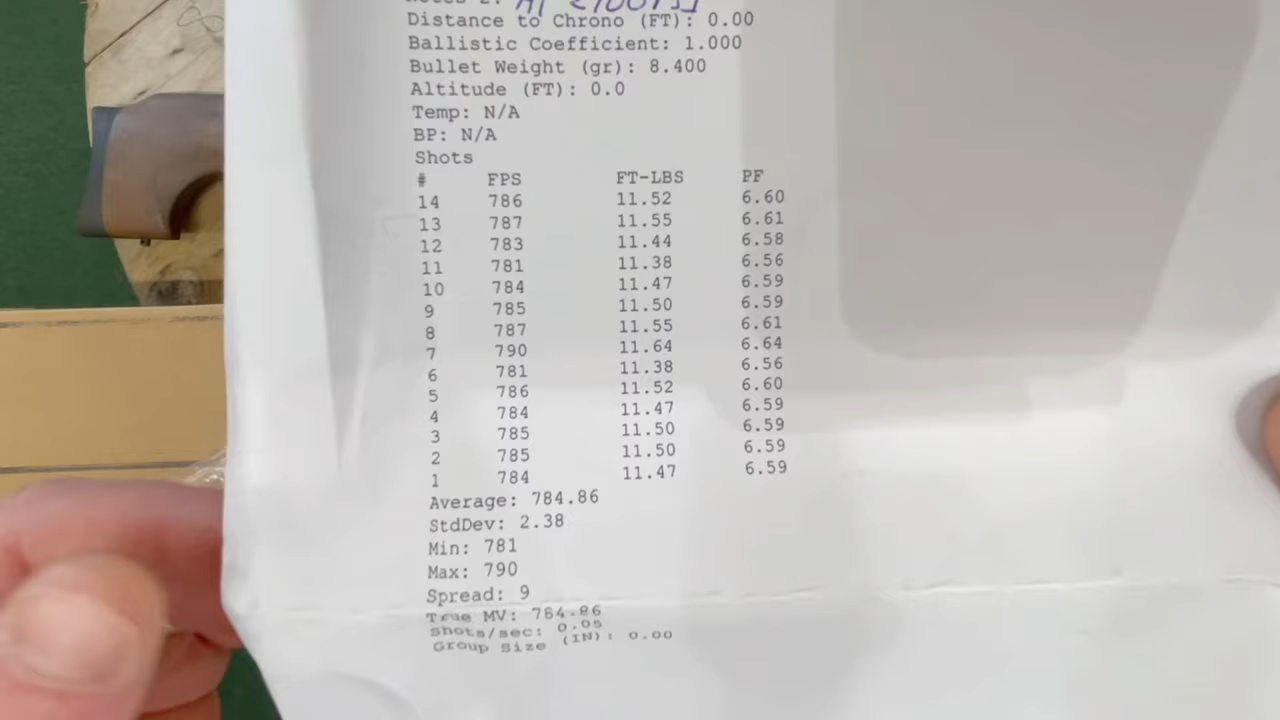 Distance to Chrono (FT): 0.00
Ballistic Coefficient: 1.000
Bullet Weight (gr): 8.400
Altitude (FT): 0.0
Temp: N/A
BP: N/A
Shots
# FPS FT-LBS PF
14 786 11.52 6.60
13 787 11.55 6.61
12 783 11.44 6.58
11 781 11.38 6.56
10 784 11.47 6.59
9 785 11.50 6.59
8 787 11.55 6.61
7 790 11.64 6.64
6 781 11.38 6.56
5 786 11.52 6.60
4 784 11.47 6.59
3 785 11.50 6.59
2 785 11.50 6.59
1 784 11.47 6.59
Average: 784.86
StdDev: 2.38
Min: 781
Max: 790
Spread: 9
True MV: 784.86
Shots/sec: 0.05
Group Size (IN): 0.00